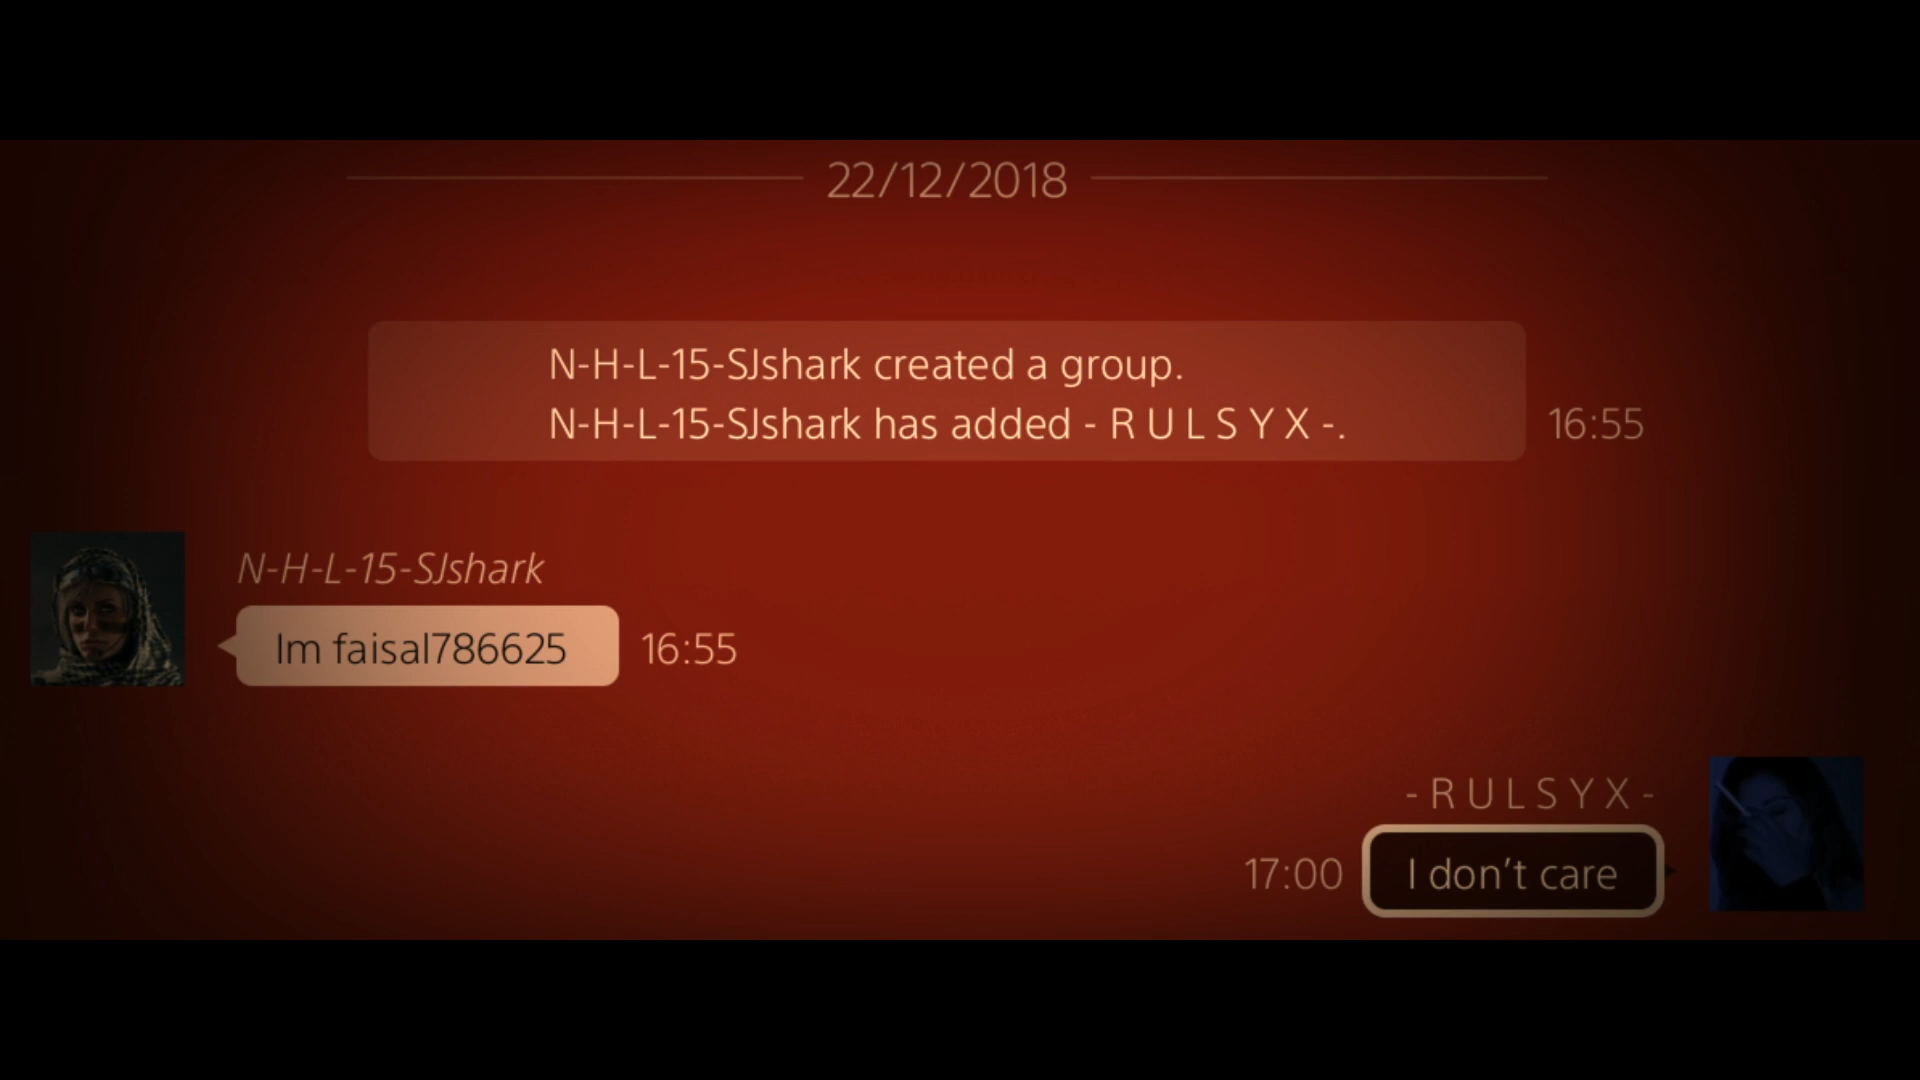 22/12/2018
N-H-L-15-SJshark created a group.
N-H-L-15-SJshark has added - R U L S Y X -.
16:55
N-H-L-15-SJshark
Im faisal786625
16:55
- R U L S Y X -
17:00
I don’t care